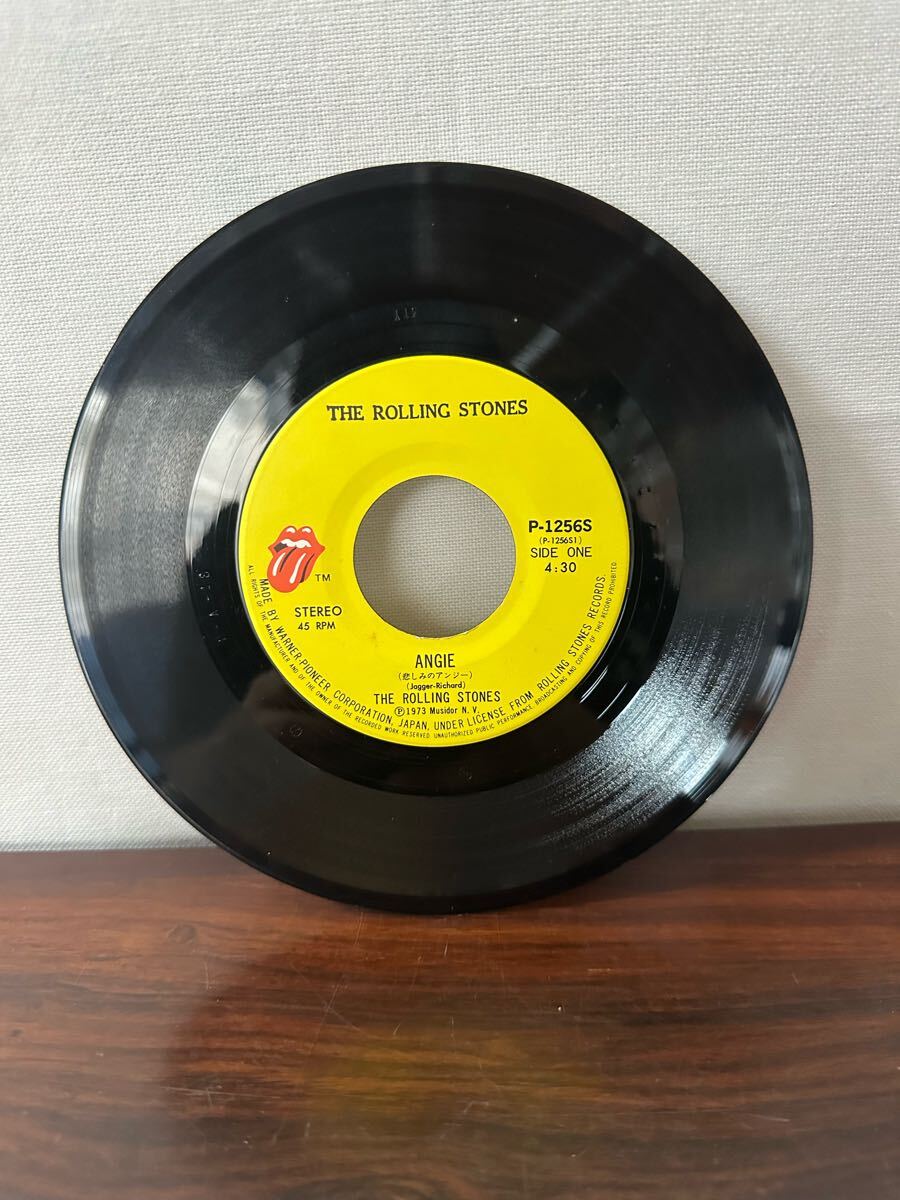 THE ROLLING STONES
P-1256S
(P-1256S1)
SIDE ONE
4:30
TM
STEREO
45 RPM
ANGIE
(悲しみのアンジー)
(Jagger-Richard)
THE ROLLING STONES
Ⓟ1973 Musidor N. V.
MADE BY WARNER-PIONEER CORPORATION, JAPAN, UNDER LICENSE FROM ROLLING STONES RECORDS.
ALL RIGHTS OF THE MANUFACTURER AND OF THE OWNER OF THE RECORDED WORK RESERVED. UNAUTHORIZED PUBLIC PERFORMANCE, BROADCASTING AND COPYING OF THIS RECORD PROHIBITED